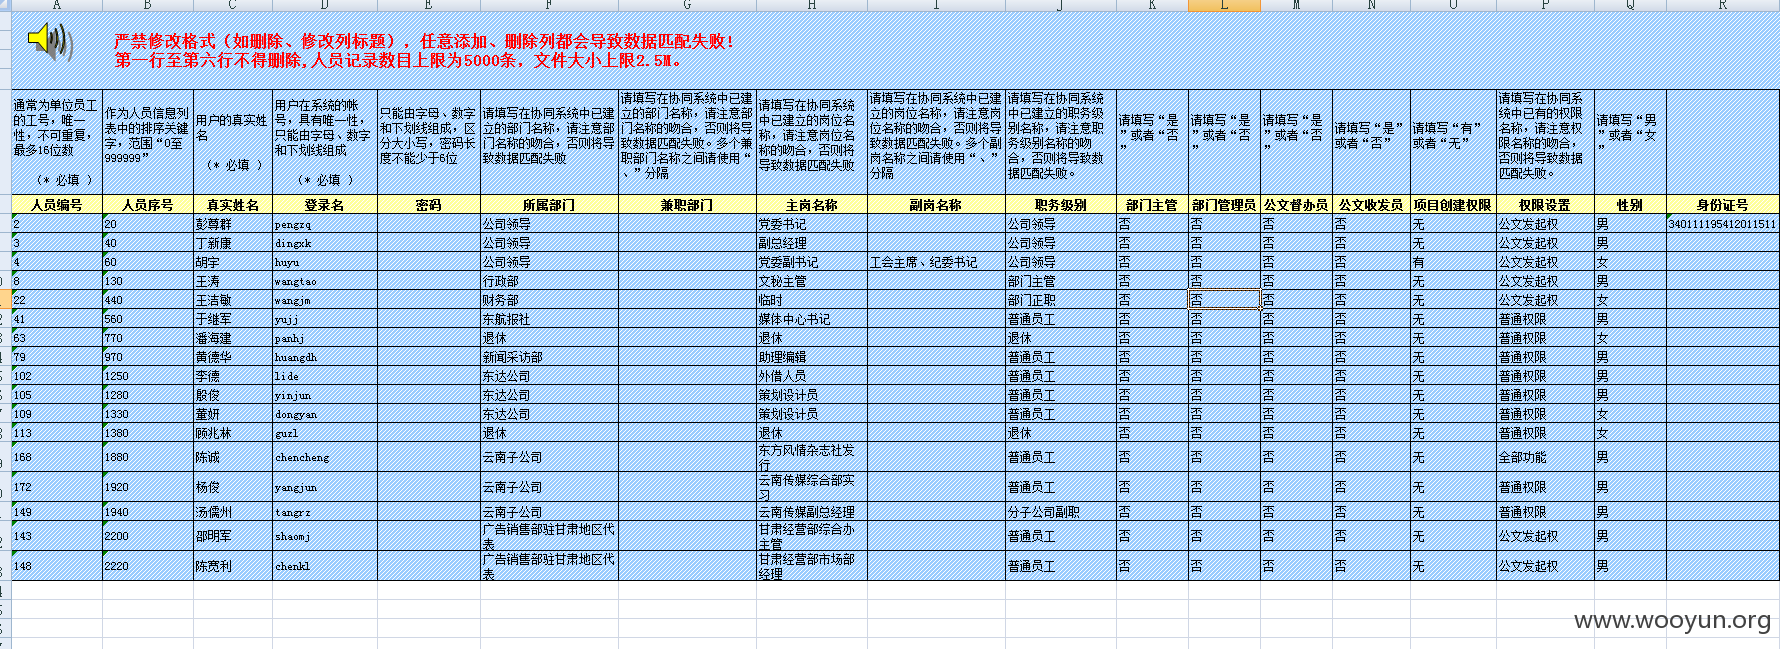 A B C D E F G H I J K L M N O P Q R
严禁修改格式（如删除、修改列标题），任意添加、删除列都会导致数据匹配失败！
第一行至第六行不得删除,人员记录数目上限为5000条，文件大小上限2.5M。
通常为单位员工的工号，唯一性，不可重复，最多16位数 （* 必填 ）
作为人员信息列表中的排序关键字，范围“0至999999”
用户的真实姓名 （* 必填 ）
用户在系统的帐号，具有唯一性，只能由字母、数字和下划线组成 （* 必填 ）
只能由字母、数字和下划线组成，区分大小写，密码长度不能少于6位
请填写在协同系统中已建立的部门名称，请注意部门名称的吻合，否则将导致数据匹配失败
请填写在协同系统中已建立的部门名称，请注意部门名称的吻合，否则将导致数据匹配失败。多个兼职部门名称之间请使用“、”分隔
请填写在协同系统中已建立的岗位名称，请注意岗位名称的吻合，否则将导致数据匹配失败
请填写在协同系统中已建立的岗位名称，请注意岗位名称的吻合，否则将导致数据匹配失败。多个副岗名称之间请使用“、”分隔
请填写在协同系统中已建立的职务级别名称，请注意职务级别名称的吻合，否则将导致数据匹配失败。
请填写“是”或者“否
请填写“是”或者“否
请填写“是”或者“否
请填写“是”或者“否”
请填写“有”或者“无”
请填写在协同系统中已有的权限名称，请注意权限名称的吻合，否则将导致数据匹配失败。
请填写“男”或者“女”
人员编号 人员序号 真实姓名 登录名 密码 所属部门 兼职部门 主岗名称 副岗名称 职务级别 部门主管 部门管理员 公文督办员 公文收发员 项目创建权限 权限设置 性别 身份证号
2 20 彭尊群 pengzq 公司领导 党委书记 公司领导 否 否 否 否 无 公文发起权 男 340111195412011511
3 40 丁新康 dingxk 公司领导 副总经理 公司领导 否 否 否 否 无 公文发起权 男
4 60 胡宇 huyu 公司领导 党委副书记 工会主席、纪委书记 公司领导 否 否 否 否 有 公文发起权 女
8 130 王涛 wangtao 行政部 文秘主管 部门主管 否 否 否 否 无 公文发起权 男
22 440 王洁敏 wangjm 财务部 临时 部门正职 否 否 否 否 无 公文发起权 女
41 560 于继军 yujj 东航报社 媒体中心书记 普通员工 否 否 否 否 无 普通权限 男
63 770 潘海建 panhj 退休 退休 退休 否 否 否 否 无 普通权限 女
79 970 黄德华 huangdh 新闻采访部 助理编辑 普通员工 否 否 否 否 无 普通权限 男
102 1250 李德 lide 东达公司 外借人员 普通员工 否 否 否 否 无 普通权限 男
105 1280 殷俊 yinjun 东达公司 策划设计员 普通员工 否 否 否 否 无 普通权限 男
109 1330 董妍 dongyan 东达公司 策划设计员 普通员工 否 否 否 否 无 普通权限 女
113 1380 顾兆林 guzl 退休 退休 退休 否 否 否 否 无 普通权限 女
168 1880 陈诚 chencheng 云南子公司 东方风情杂志社发行 普通员工 否 否 否 否 无 全部功能 男
172 1920 杨俊 yangjun 云南子公司 云南传媒综合部实习 普通员工 否 否 否 否 无 普通权限 男
149 1940 汤儒州 tangrz 云南子公司 云南传媒副总经理 分子公司副职 否 否 否 否 无 普通权限 男
143 2200 邵明军 shaomj 广告销售部驻甘肃地区代表 甘肃经营部综合办主管 普通员工 否 否 否 否 无 公文发起权 男
148 2220 陈宽利 chenkl 广告销售部驻甘肃地区代表 甘肃经营部市场部经理 普通员工 否 否 否 否 无 公文发起权 男
www.wooyun.org